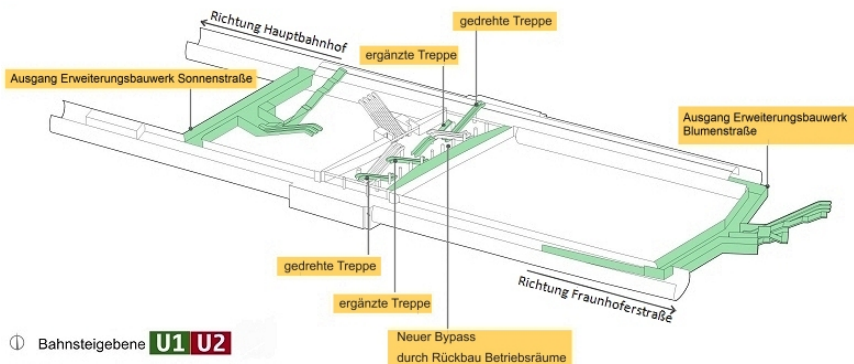 gedrehte Treppe
Richtung Hauptbahnhof
ergänzte Treppe
Ausgang Erweiterungsbauwerk Sonnenstraße
Ausgang Erweiterungsbauwerk
Blumenstraße
gedrehte Treppe
ergänzte Treppe
Richtung Fraunhoferstraße
Neuer Bypass
durch Rückbau Betriebsräume
Bahnsteigebene U1 U2